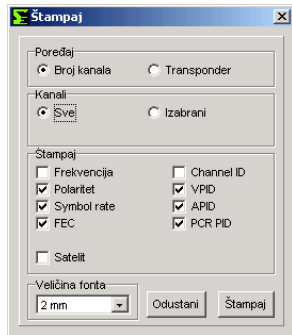 Štampaj
Poređaj
Broj kanala Transponder
Kanali
Sve Izabrani
Štampaj
Frekvencija Channel ID
Polaritet VPID
Symbol rate APID
FEC PCR PID
Satelit
Veličina fonta
2 mm Odustani Štampaj